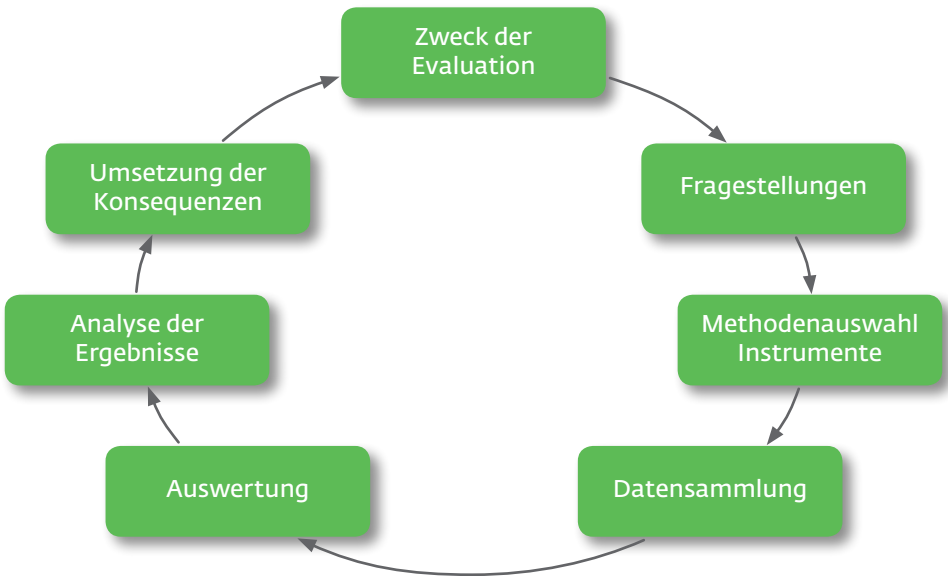 Zweck der
Evaluation
Fragestellungen
Methodenauswahl
Instrumente
Datensammlung
Auswertung
Analyse der
Ergebnisse
Umsetzung der
Konsequenzen